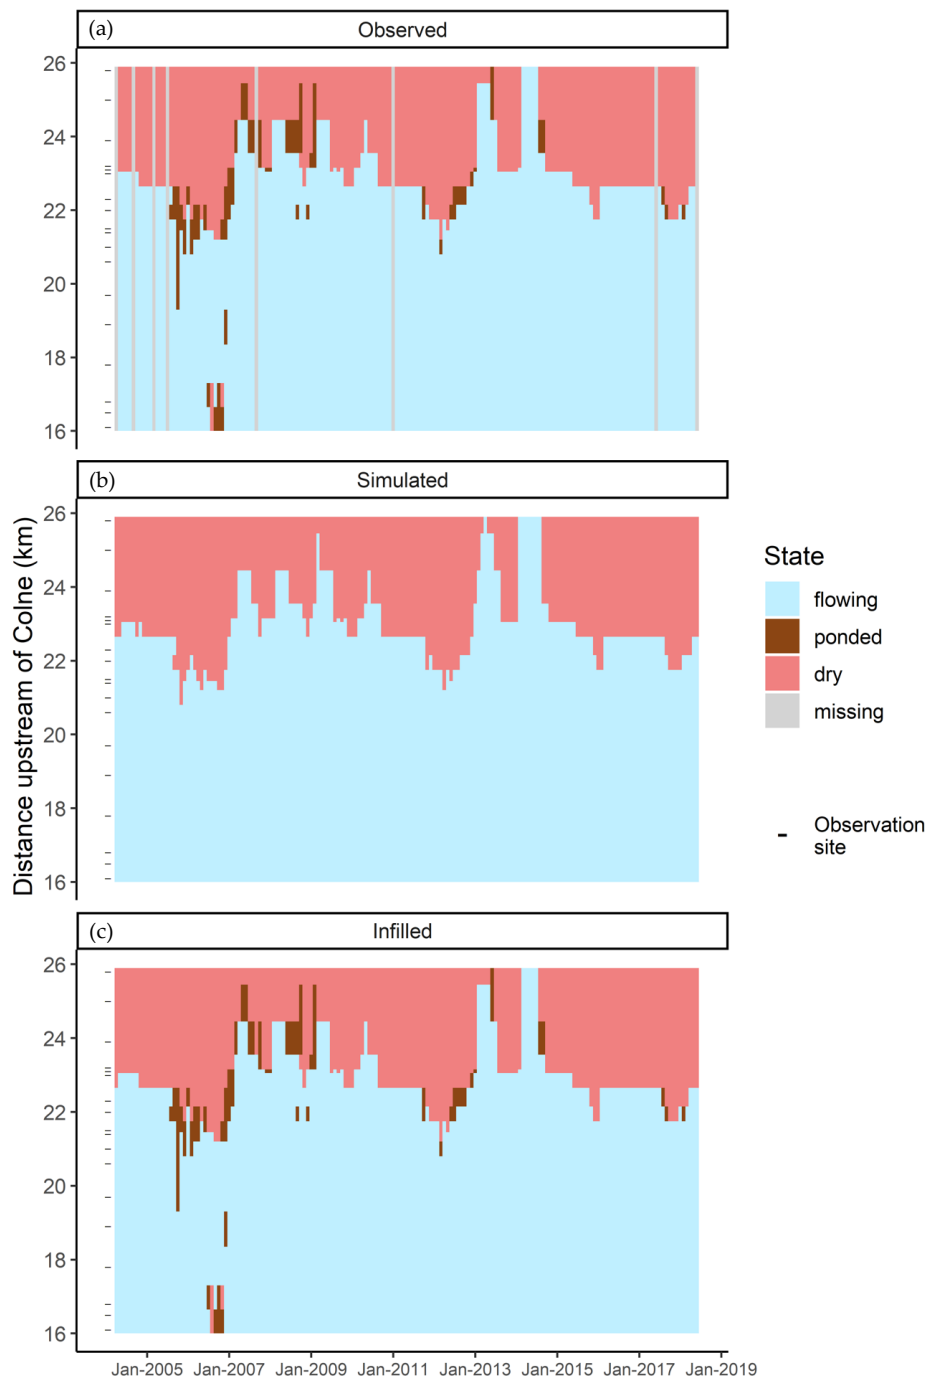 (a) Observed
26
24
22
20
18
16
(b) Simulated
26
24
22
20
18
16
(c) Infilled
26
24
22
20
18
16
Jan-2005 Jan-2007 Jan-2009 Jan-2011 Jan-2013 Jan-2015 Jan-2017 Jan-2019
Distance upstream of Colne (km)
State
flowing
ponded
dry
missing
Observation
site